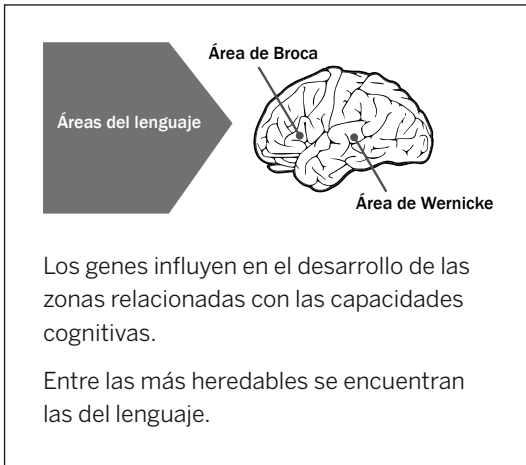 Área de Broca
Áreas del lenguaje
Área de Wernicke
Los genes influyen en el desarrollo de las
zonas relacionadas con las capacidades
cognitivas.
Entre las más heredables se encuentran
las del lenguaje.